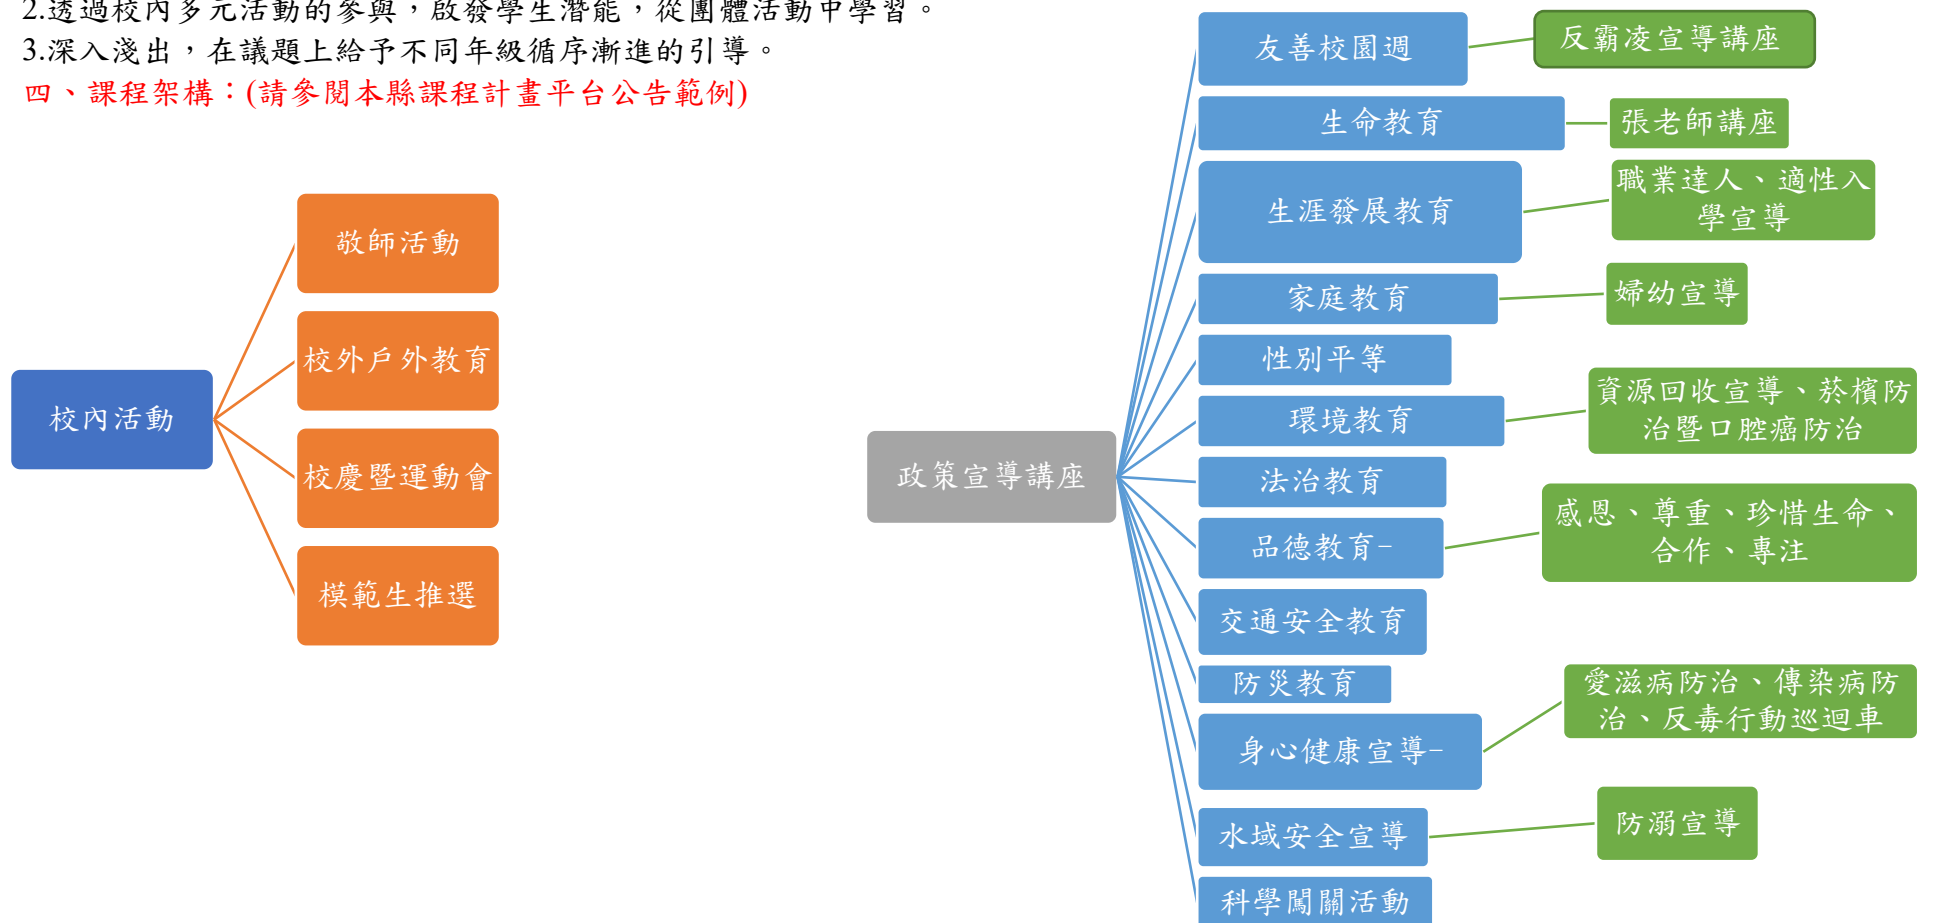 2.透過校內多元活動的參與，啟發學生潛能，從團體活動中學習。
3.深入淺出，在議題上給予不同年級循序漸進的引導。
四、課程架構：(請參閱本縣課程計畫平台公告範例)
校內活動
敬師活動
校外戶外教育
校慶暨運動會
模範生推選
政策宣導講座
友善校園週
反霸凌宣導講座
生命教育
張老師講座
生涯發展教育
職業達人、適性入
學宣導
家庭教育
婦幼宣導
性別平等
環境教育
資源回收宣導、菸檳防
治暨口腔癌防治
法治教育
品德教育-
感恩、尊重、珍惜生命、
合作、專注
交通安全教育
防災教育
身心健康宣導-
愛滋病防治、傳染病防
治、反毒行動巡迴車
水域安全宣導
防溺宣導
科學闖關活動